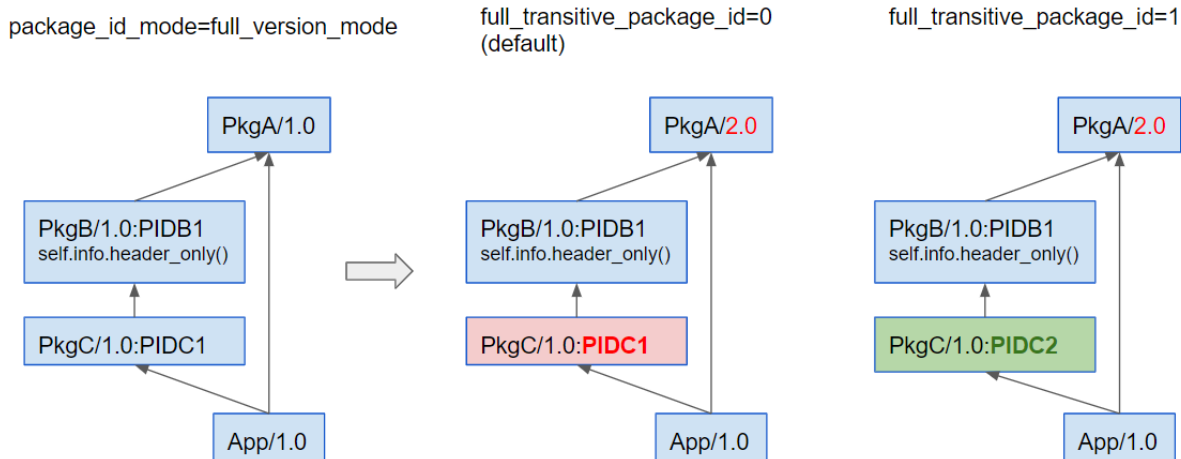 package_id_mode=full_version_mode
full_transitive_package_id=0
(default)
full_transitive_package_id=1
PkgA/1.0
PkgB/1.0:PIDB1
self.info.header_only()
PkgC/1.0:PIDC1
App/1.0
PkgA/2.0
PkgB/1.0:PIDB1
self.info.header_only()
PkgC/1.0:PIDC1
App/1.0
PkgA/2.0
PkgB/1.0:PIDB1
self.info.header_only()
PkgC/1.0:PIDC2
App/1.0